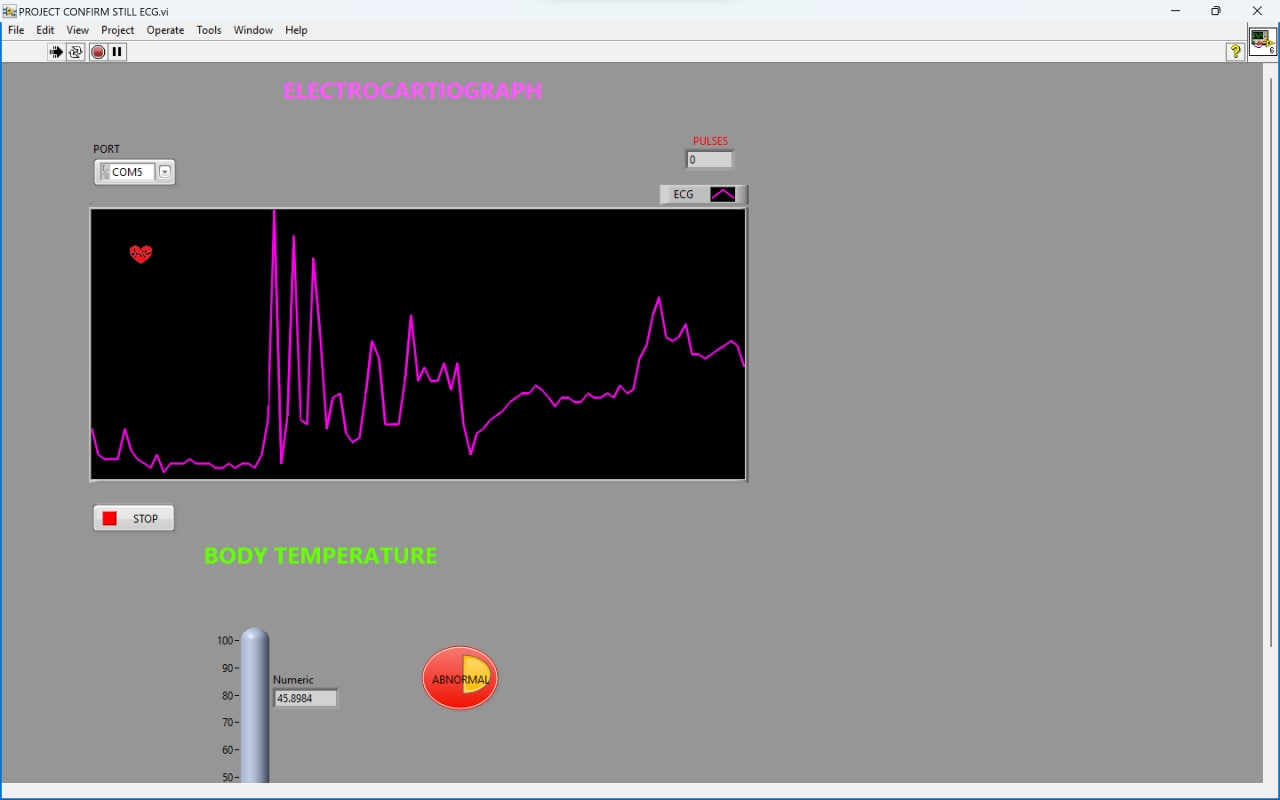 PROJECT CONFIRM STILL ECG.vi
File Edit View Project Operate Tools Window Help
6
ELECTROCARTIOGRAPH
PORT
COM5
PULSES
0
ECG
STOP
BODY TEMPERATURE
100
90
80
70
60
50
Numeric
45.8984
ABNORMAL